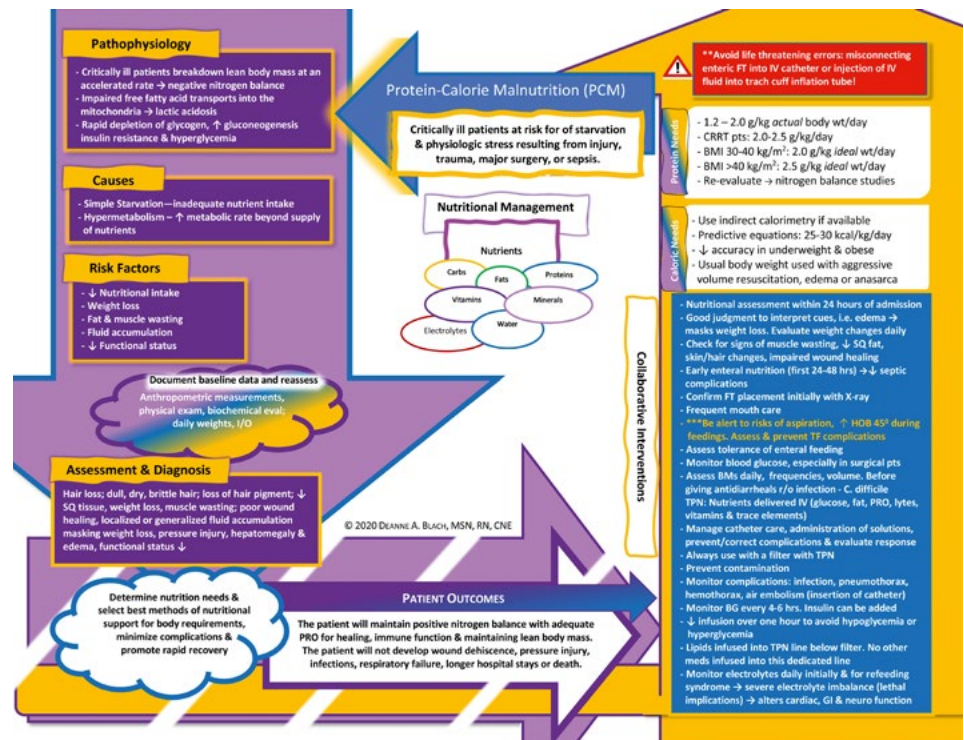 Pathophysiology
- Critically ill patients breakdown lean body mass at an
accelerated rate → negative nitrogen balance
- Impaired free fatty acid transports into the
mitochondria → lactic acidosis
- Rapid depletion of glycogen, ↑ gluconeogenesis
insulin resistance & hyperglycemia
Causes
- Simple Starvation—inadequate nutrient intake
- Hypermetabolism – ↑ metabolic rate beyond supply
of nutrients
Risk Factors
- ↓ Nutritional intake
- Weight loss
- Fat & muscle wasting
- Fluid accumulation
- ↓ Functional status
Document baseline data and reassess
Anthropometric measurements,
physical exam, biochemical eval;
daily weights, I/O
Assessment & Diagnosis
Hair loss; dull, dry, brittle hair; loss of hair pigment; ↓
SQ tissue, weight loss, muscle wasting; poor wound
healing, localized or generalized fluid accumulation
masking weight loss, pressure injury, hepatomegaly &
edema, functional status ↓
Determine nutrition needs &
select best methods of nutritional
support for body requirements,
minimize complications &
promote rapid recovery
Protein-Calorie Malnutrition (PCM)
Critically ill patients at risk for of starvation
& physiologic stress resulting from injury,
trauma, major surgery, or sepsis.
Nutritional Management
Nutrients
Carbs
Fats
Proteins
Vitamins
Minerals
Electrolytes
Water
© 2020 DEANNE A. BLACH, MSN, RN, CNE
PATIENT OUTCOMES
The patient will maintain positive nitrogen balance with adequate
PRO for healing, immune function & maintaining lean body mass.
The patient will not develop wound dehiscence, pressure injury,
infections, respiratory failure, longer hospital stays or death.
**Avoid life threatening errors: misconnecting
enteric FT into IV catheter or injection of IV
fluid into trach cuff inflation tube!
Protein Needs
- 1.2 – 2.0 g/kg actual body wt/day
- CRRT pts: 2.0-2.5 g/kg/day
- BMI 30-40 kg/m²: 2.0 g/kg ideal wt/day
- BMI >40 kg/m²: 2.5 g/kg ideal wt/day
- Re-evaluate → nitrogen balance studies
Caloric Needs
- Use indirect calorimetry if available
- Predictive equations: 25-30 kcal/kg/day
- ↓ accuracy in underweight & obese
- Usual body weight used with aggressive
volume resuscitation, edema or anasarca
Collaborative Interventions
- Nutritional assessment within 24 hours of admission
- Good judgment to interpret cues, i.e. edema →
masks weight loss. Evaluate weight changes daily
- Check for signs of muscle wasting, ↓ SQ fat,
skin/hair changes, impaired wound healing
- Early enteral nutrition (first 24-48 hrs) →↓ septic
complications
- Confirm FT placement initially with X-ray
- Frequent mouth care
- ***Be alert to risks of aspiration, ↑ HOB 45° during
feedings. Assess & prevent TF complications
- Assess tolerance of enteral feeding
- Monitor blood glucose, especially in surgical pts
- Assess BMs daily, frequencies, volume. Before
giving antidiarrheals r/o infection - C. difficile
TPN: Nutrients delivered IV (glucose, fat, PRO, lytes,
vitamins & trace elements)
- Manage catheter care, administration of solutions,
prevent/correct complications & evaluate response
- Always use with a filter with TPN
- Prevent contamination
- Monitor complications: infection, pneumothorax,
hemothorax, air embolism (insertion of catheter)
- Monitor BG every 4-6 hrs. Insulin can be added
- ↓ infusion over one hour to avoid hypoglycemia or
hyperglycemia
- Lipids infused into TPN line below filter. No other
meds infused into this dedicated line
- Monitor electrolytes daily initially & for refeeding
syndrome → severe electrolyte imbalance (lethal
implications) → alters cardiac, GI & neuro function